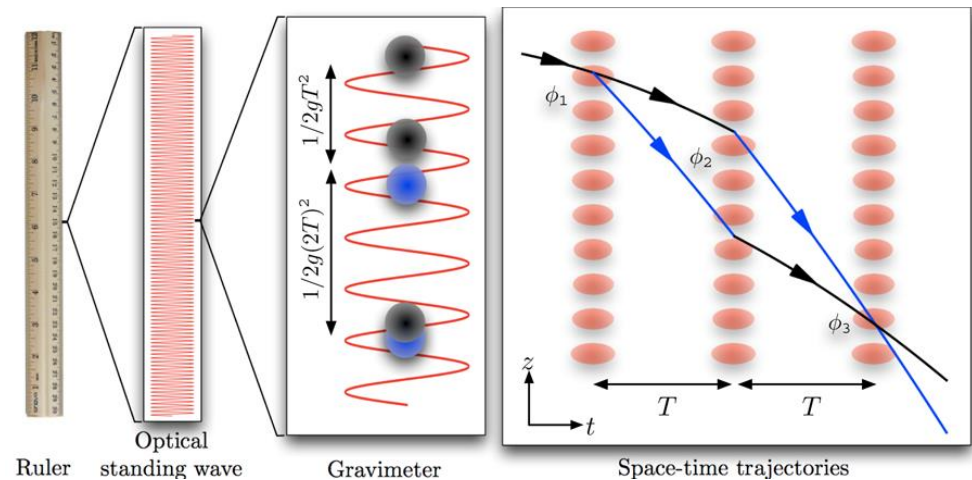 1/2gT²
1/2g(2T)²
ϕ₁
ϕ₂
ϕ₃
z
t
T
T
Ruler
Optical
standing wave
Gravimeter
Space-time trajectories